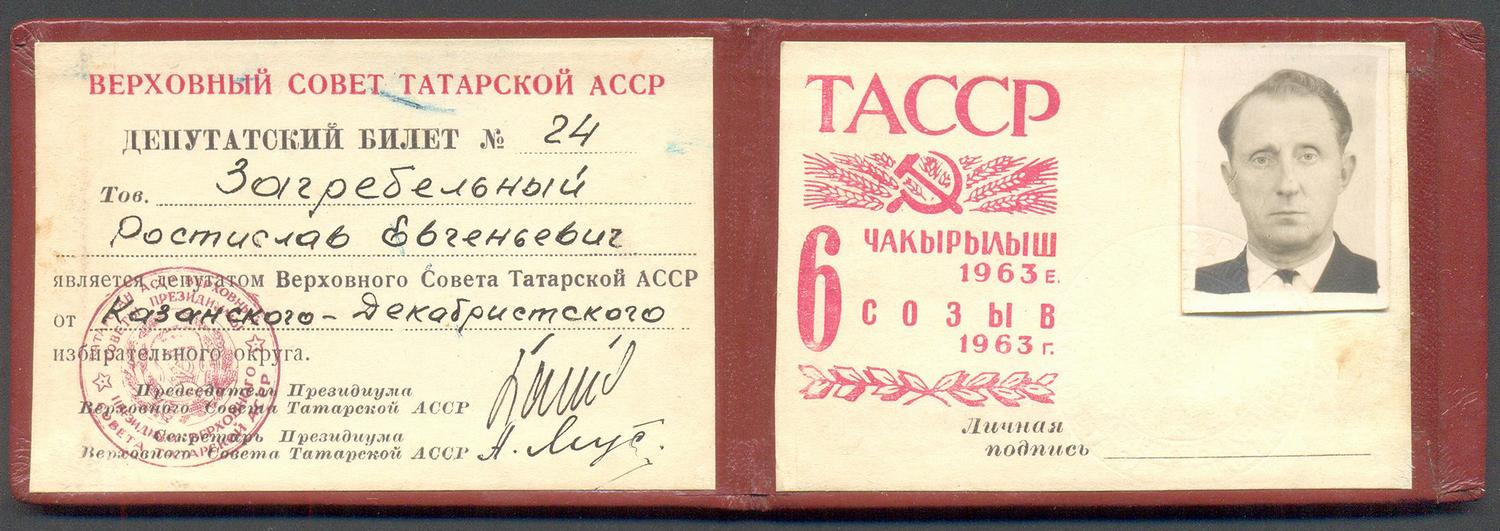 ВЕРХОВНЫЙ СОВЕТ ТАТАРСКОЙ АССР
ДЕПУТАТСКИЙ БИЛЕТ № 24
Тов. Загребельный
Ростислав Евгеньевич
является депутатом Верховного Совета Татарской АССР
от Казанского-Декабристского
избирательного округа.
Председатель Президиума
Верховного Совета Татарской АССР
Секретарь Президиума
Верховного Совета Татарской АССР
ТАССР
6 ЧАКЫРЫЛЫШ
1963 Е.
СОЗЫВ
1963 г.
Личная
подпись